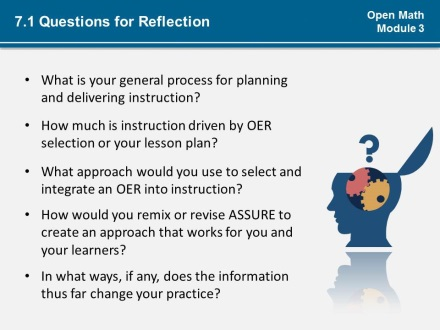 7.1 Questions for Reflection
Open Math
Module 3
• What is your general process for planning
and delivering instruction?
• How much is instruction driven by OER
selection or your lesson plan?
• What approach would you use to select and
integrate an OER into instruction?
• How would you remix or revise ASSURE to
create an approach that works for you and
your learners?
• In what ways, if any, does the information
thus far change your practice?
?